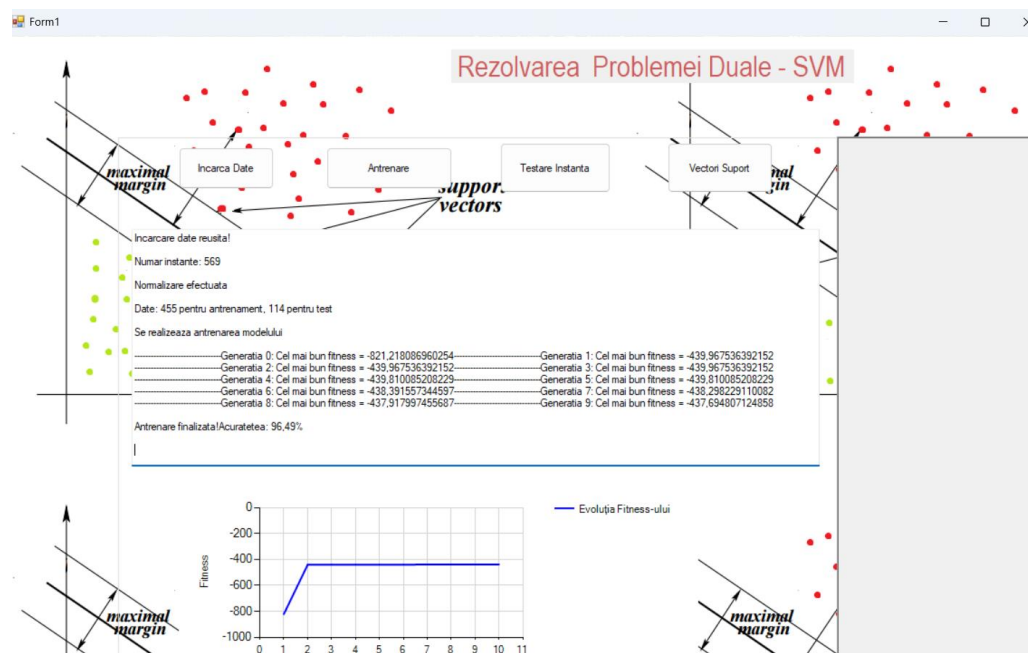 Form1
Rezolvarea Problemei Duale - SVM
Incarca Date
Antrenare
Testare Instanta
Vectori Suport
maximal
margin
support
vectors
Incarcare date reusita!
Numar instante: 569
Normalizare efectuata
Date: 455 pentru antrenament, 114 pentru test
Se realizeaza antrenarea modelului
------------------------------Generatia 0: Cel mai bun fitness = -821,218086960254------------------------------Generatia 1: Cel mai bun fitness = -439,967536392152
------------------------------Generatia 2: Cel mai bun fitness = -439,967536392152------------------------------Generatia 3: Cel mai bun fitness = -439,967536392152
------------------------------Generatia 4: Cel mai bun fitness = -439,810085208229------------------------------Generatia 5: Cel mai bun fitness = -439,810085208229
------------------------------Generatia 6: Cel mai bun fitness = -438,391557344597------------------------------Generatia 7: Cel mai bun fitness = -438,298229110082
------------------------------Generatia 8: Cel mai bun fitness = -437,917997455687------------------------------Generatia 9: Cel mai bun fitness = -437,694807124858
Antrenare finalizata!Acuratetea: 96,49%
Evoluția Fitness-ului
Fitness
0
-200
-400
-600
-800
-1000
0 1 2 3 4 5 6 7 8 9 10 11
maximal
margin
maximal
margin